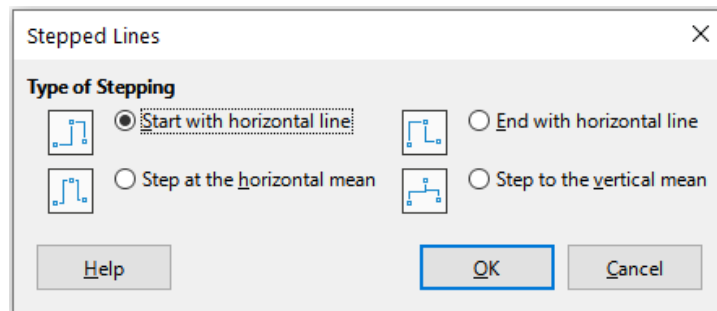 Stepped Lines
Type of Stepping
Start with horizontal line
End with horizontal line
Step at the horizontal mean
Step to the vertical mean
Help
OK
Cancel